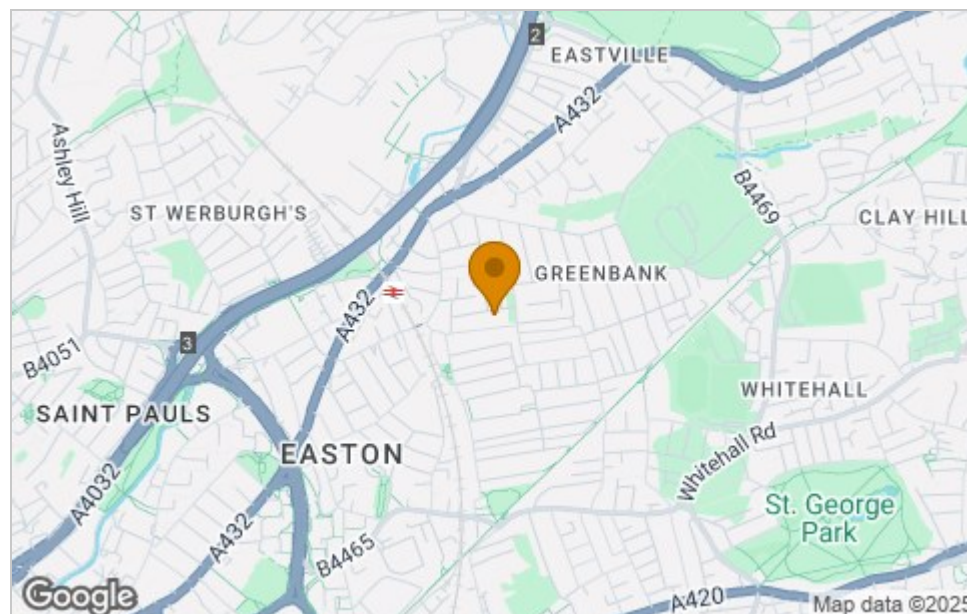 2
EASTVILLE
A432
Ashley Hill
B4469
ST WERBURGH'S
CLAY HILL
GREENBANK
A432
3
B4051
WHITEHALL
SAINT PAULS
Whitehall Rd
EASTON
A4032
St. George
Park
A432
B4465
A420
Google
Map data ©2025